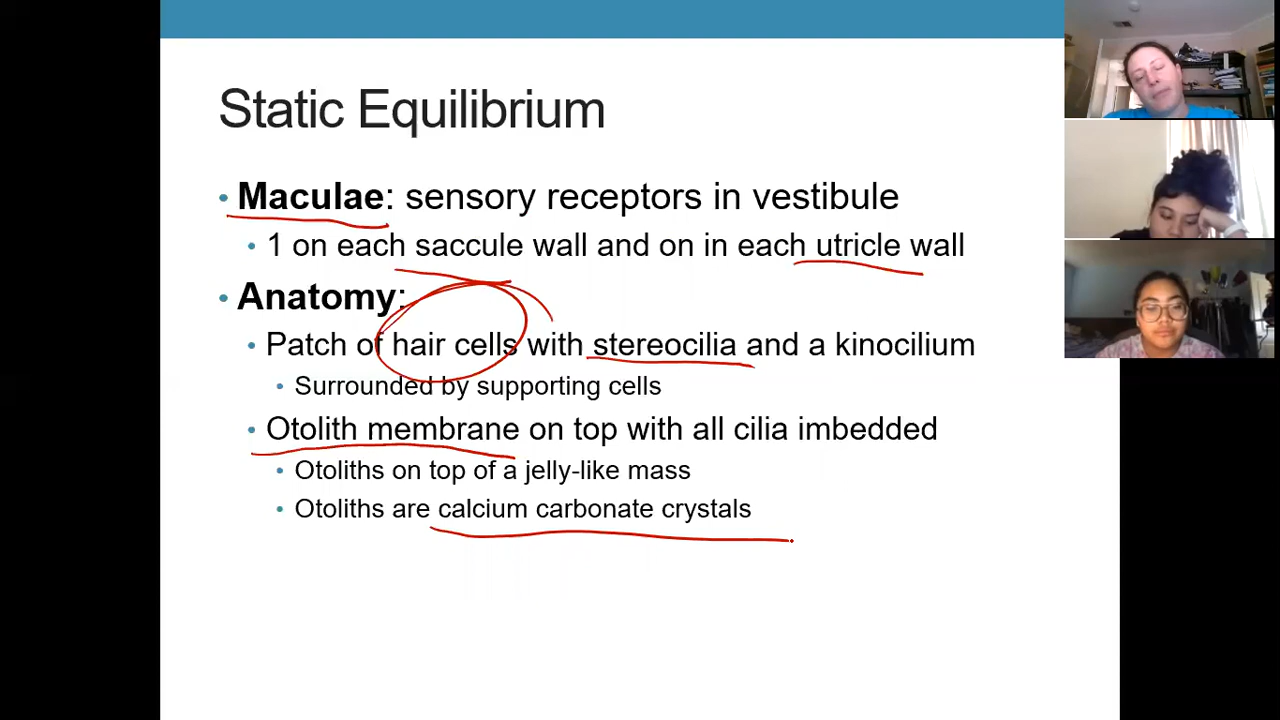 Static Equilibrium
• Maculae: sensory receptors in vestibule
• 1 on each saccule wall and on in each utricle wall
• Anatomy:
• Patch of hair cells with stereocilia and a kinocilium
• Surrounded by supporting cells
• Otolith membrane on top with all cilia imbedded
• Otoliths on top of a jelly-like mass
• Otoliths are calcium carbonate crystals